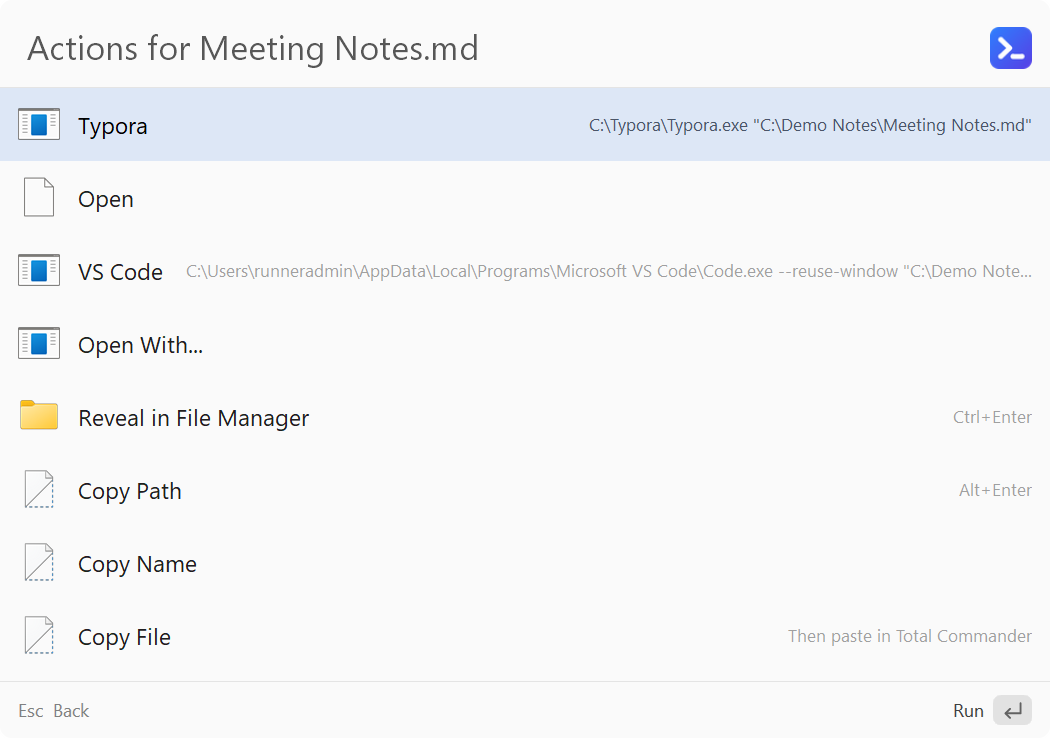 Actions for Meeting Notes.md
Typora C:\Typora\Typora.exe "C:\Demo Notes\Meeting Notes.md"
Open
VS Code C:\Users\runneradmin\AppData\Local\Programs\Microsoft VS Code\Code.exe --reuse-window "C:\Demo Note...
Open With...
Reveal in File Manager Ctrl+Enter
Copy Path Alt+Enter
Copy Name
Copy File Then paste in Total Commander
Esc Back Run